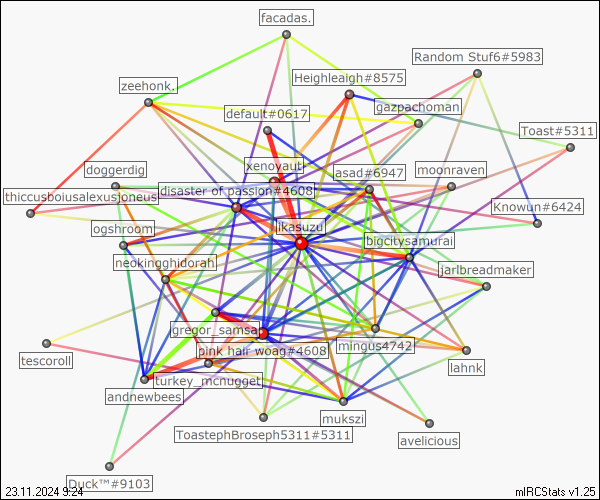 facadas.
Random Stuf6#5983
Heighleaigh#8575
zeehonk.
gazpachoman
default#0617
Toast#5311
xenoyaut
doggerdig
asad#6947
moonraven
thiccusboiusalexusjoneus
disaster of passion#4608
Knowun#6424
ogshroom
ikasuzu
bigcitysamurai
neokingghidorah
jarlbreadmaker
gregor_samsa
mingus4742
tescoroll
pink hair woag#4608
lahnk
turkey_mcnugget
andnewbees
mukszi
ToastephBroseph5311#5311
avelicious
Duck™#9103
23.11.2024 9:24
mIRCStats v1.25